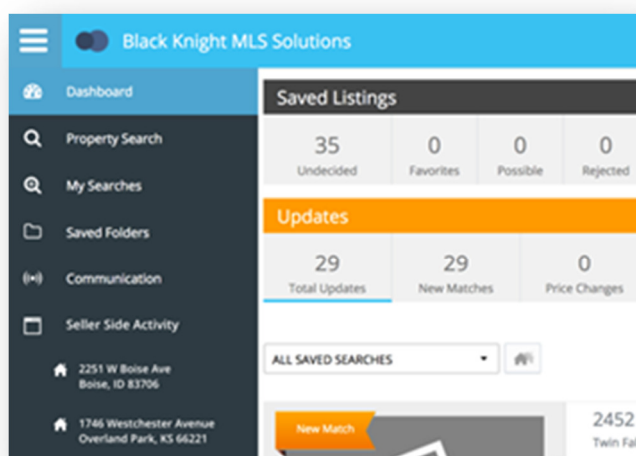 Black Knight MLS Solutions
Dashboard
Property Search
My Searches
Saved Folders
Communication
Seller Side Activity
2251 W Boise Ave
Boise, ID 83706
1746 Westchester Avenue
Overland Park, KS 66221
Saved Listings
35 0 0 0
Undecided Favorites Possible Rejected
Updates
29 29 0
Total Updates New Matches Price Changes
ALL SAVED SEARCHES
New Match
2452
Twin